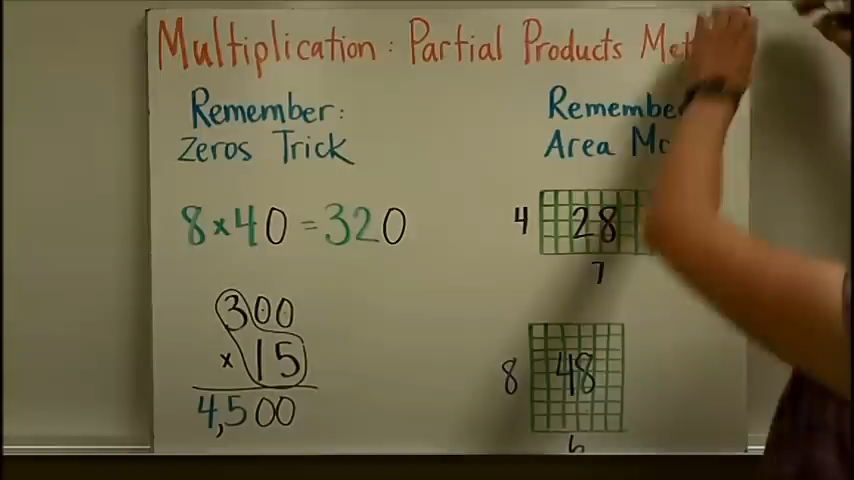 Multiplication: Partial Products Met
Remember:
Zeros Trick
8 x 40 = 320
300
x 15
4,500
Remembe
Area Mo
4 28
7
8 48
6